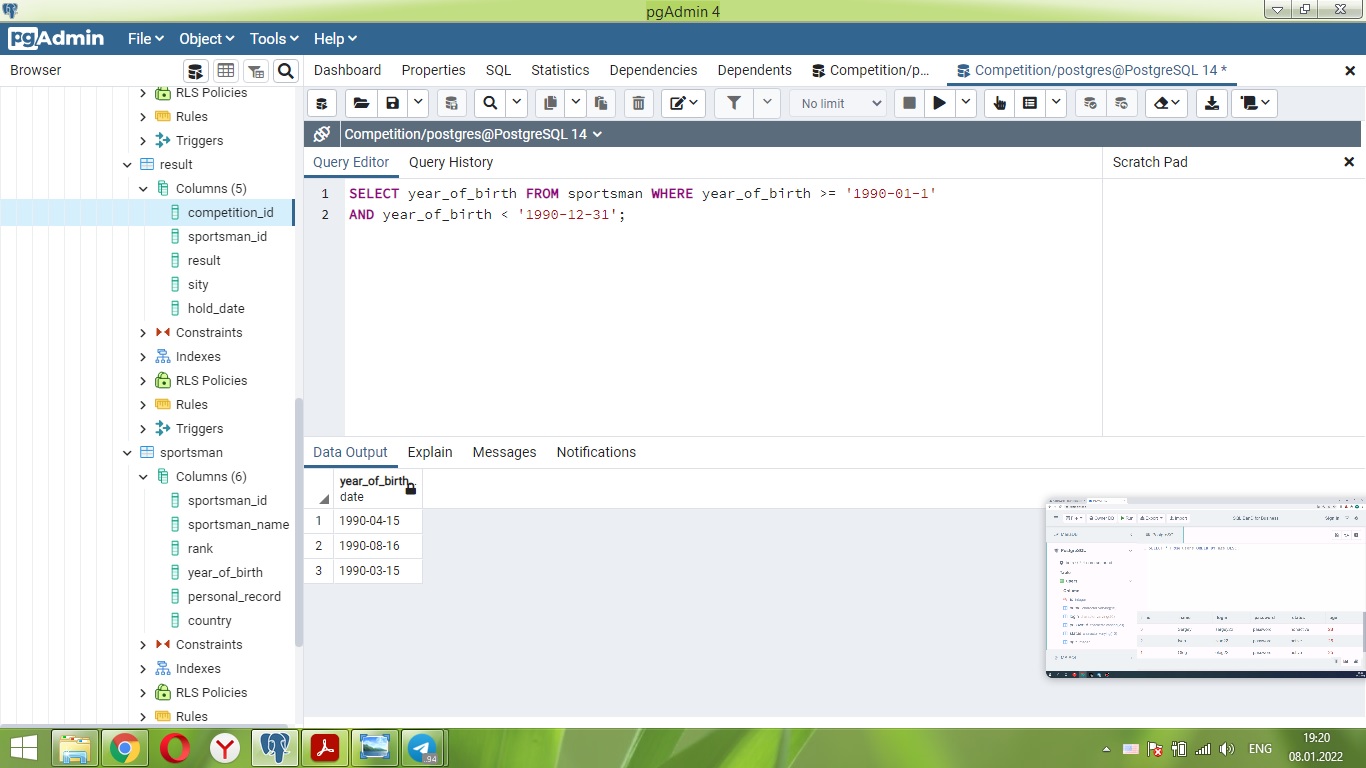 pgAdmin 4
pgAdmin File Object Tools Help
Browser
Dashboard Properties SQL Statistics Dependencies Dependents Competition/p... Competition/postgres@PostgreSQL 14 *
No limit
Competition/postgres@PostgreSQL 14
Query Editor Query History
Scratch Pad
1 SELECT year_of_birth FROM sportsman WHERE year_of_birth >= '1990-01-1'
2 AND year_of_birth < '1990-12-31';
RLS Policies
Rules
Triggers
result
Columns (5)
competition_id
sportsman_id
result
sity
hold_date
Constraints
Indexes
RLS Policies
Rules
Triggers
sportsman
Columns (6)
sportsman_id
sportsman_name
rank
year_of_birth
personal_record
country
Constraints
Indexes
RLS Policies
Rules
Data Output Explain Messages Notifications
year_of_birth
date
1 1990-04-15
2 1990-08-16
3 1990-03-15
.94
ENG
19:20
08.01.2022